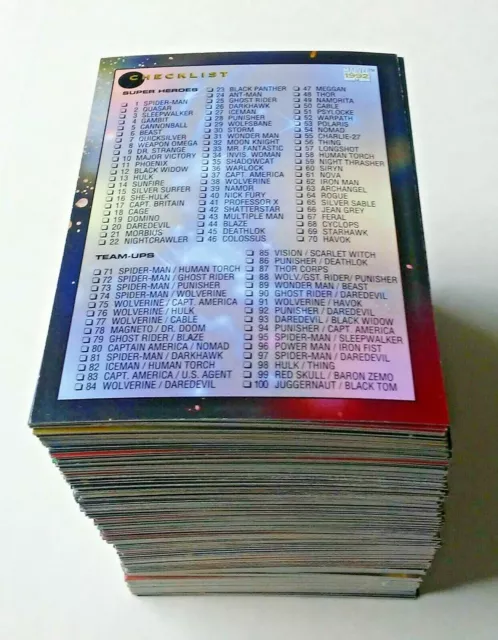 CHECKLIST
1992
SUPER HEROES
1 SPIDER-MAN
2 QUASAR
3 SLEEPWALKER
4 GAMBIT
5 CANNONBALL
6 BEAST
7 QUICKSILVER
8 WEAPON OMEGA
9 DR. STRANGE
10 MAJOR VICTORY
11 PHOENIX
12 BLACK WIDOW
13 HULK
14 SUNFIRE
15 SILVER SURFER
16 SHE-HULK
17 CAPT. BRITAIN
18 CAGE
19 DOMINO
20 DAREDEVIL
21 MORBIUS
22 NIGHTCRAWLER
23 BLACK PANTHER
24 ANT-MAN
25 GHOST RIDER
26 DARKHAWK
27 ICEMAN
28 PUNISHER
29 WOLFSBANE
30 STORM
31 WONDER MAN
32 MOON KNIGHT
33 MR. FANTASTIC
34 INVIS. WOMAN
35 SHADOWCAT
36 WARLOCK
37 CAPT. AMERICA
38 WOLVERINE
39 NAMOR
40 NICK FURY
41 PROFESSOR X
42 SHATTERSTAR
43 MULTIPLE MAN
44 BLAZE
45 DEATHLOK
46 COLOSSUS
47 MEGGAN
48 THOR
49 NAMORITA
50 CABLE
51 PSYLOCKE
52 WARPATH
53 POLARIS
54 NOMAD
55 CHARLIE-27
56 THING
57 LONGSHOT
58 HUMAN TORCH
59 NIGHT THRASHER
60 SIRYN
61 NOVA
62 IRON MAN
63 ARCHANGEL
64 ROGUE
65 SILVER SABLE
66 JEAN GREY
67 FERAL
68 CYCLOPS
69 STARHAWK
70 HAVOK
TEAM-UPS
71 SPIDER-MAN / HUMAN TORCH
72 SPIDER-MAN / GHOST RIDER
73 SPIDER-MAN / PUNISHER
74 SPIDER-MAN / WOLVERINE
75 WOLVERINE / CAPT. AMERICA
76 WOLVERINE / HULK
77 WOLVERINE / CABLE
78 MAGNETO / DR. DOOM
79 GHOST RIDER / BLAZE
80 CAPTAIN AMERICA / NOMAD
81 SPIDER-MAN / DARKHAWK
82 ICEMAN / HUMAN TORCH
83 CAPT. AMERICA / U.S. AGENT
84 WOLVERINE / DAREDEVIL
85 VISION / SCARLET WITCH
86 PUNISHER / DEATHLOK
87 THOR CORPS
88 WOLV./GST. RIDER/ PUNISHER
89 WONDER MAN / BEAST
90 GHOST RIDER / DAREDEVIL
91 WOLVERINE / HAVOK
92 PUNISHER / DAREDEVIL
93 DAREDEVIL / BLACK WIDOW
94 PUNISHER / CAPT. AMERICA
95 SPIDER-MAN / SLEEPWALKER
96 POWER MAN / IRON FIST
97 SPIDER-MAN / DAREDEVIL
98 HULK / THING
99 RED SKULL / BARON ZEMO
100 JUGGERNAUT / BLACK TOM